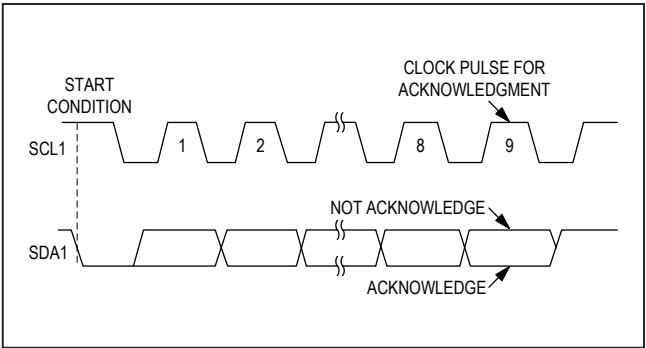 START
CONDITION
CLOCK PULSE FOR
ACKNOWLEDGMENT
SCL1
1
2
8
9
NOT ACKNOWLEDGE
SDA1
ACKNOWLEDGE